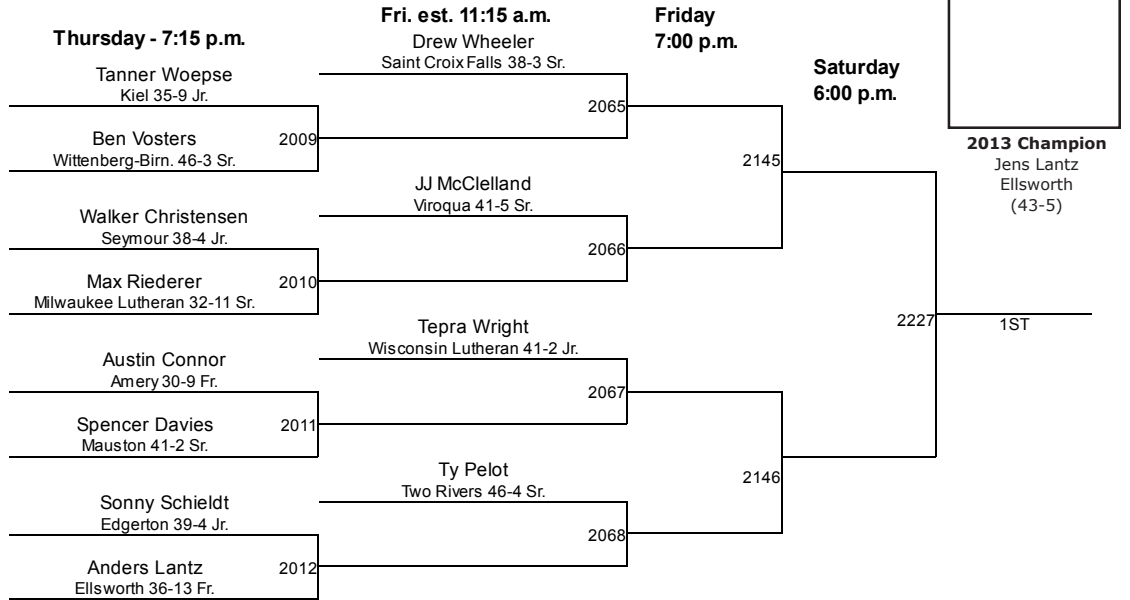 Thursday - 7:15 p.m.
Fri. est. 11:15 a.m.
Friday
7:00 p.m.
Saturday
6:00 p.m.
Tanner Woepse
Kiel 35-9 Jr.
Ben Vosters
Wittenberg-Birn. 46-3 Sr.
2009
Walker Christensen
Seymour 38-4 Jr.
Max Riederer
Milwaukee Lutheran 32-11 Sr.
2010
Austin Connor
Amery 30-9 Fr.
Spencer Davies
Mauston 41-2 Sr.
2011
Sonny Schieldt
Edgerton 39-4 Jr.
Anders Lantz
Ellsworth 36-13 Fr.
2012
Drew Wheeler
Saint Croix Falls 38-3 Sr.
2065
JJ McClelland
Viroqua 41-5 Sr.
2066
Tepra Wright
Wisconsin Lutheran 41-2 Jr.
2067
Ty Pelot
Two Rivers 46-4 Sr.
2068
2145
2146
2227
1ST
2013 Champion
Jens Lantz
Ellsworth
(43-5)